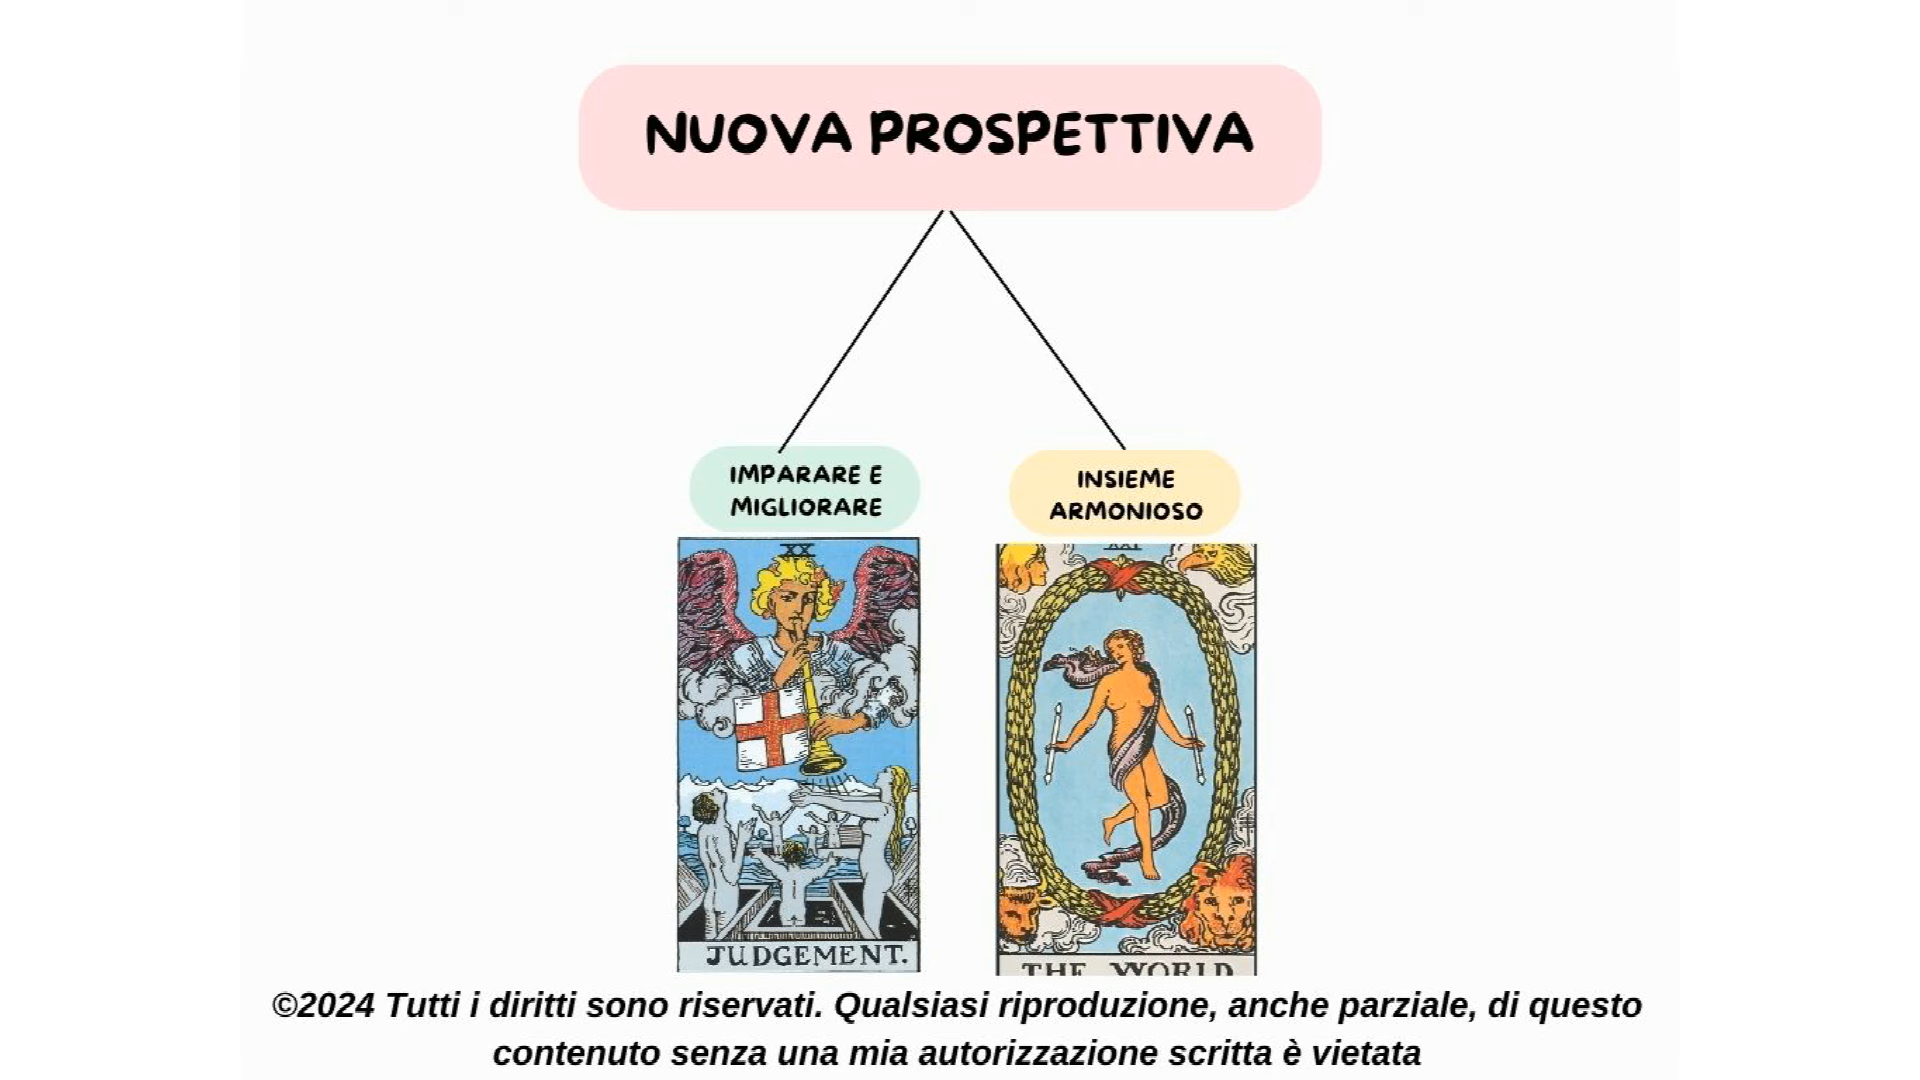 NUOVA PROSPETTIVA
IMPARARE E
MIGLIORARE
INSIEME
ARMONIOSO
XX
JUDGEMENT.
XXI
THE WORLD
©2024 Tutti i diritti sono riservati. Qualsiasi riproduzione, anche parziale, di questo
contenuto senza una mia autorizzazione scritta è vietata